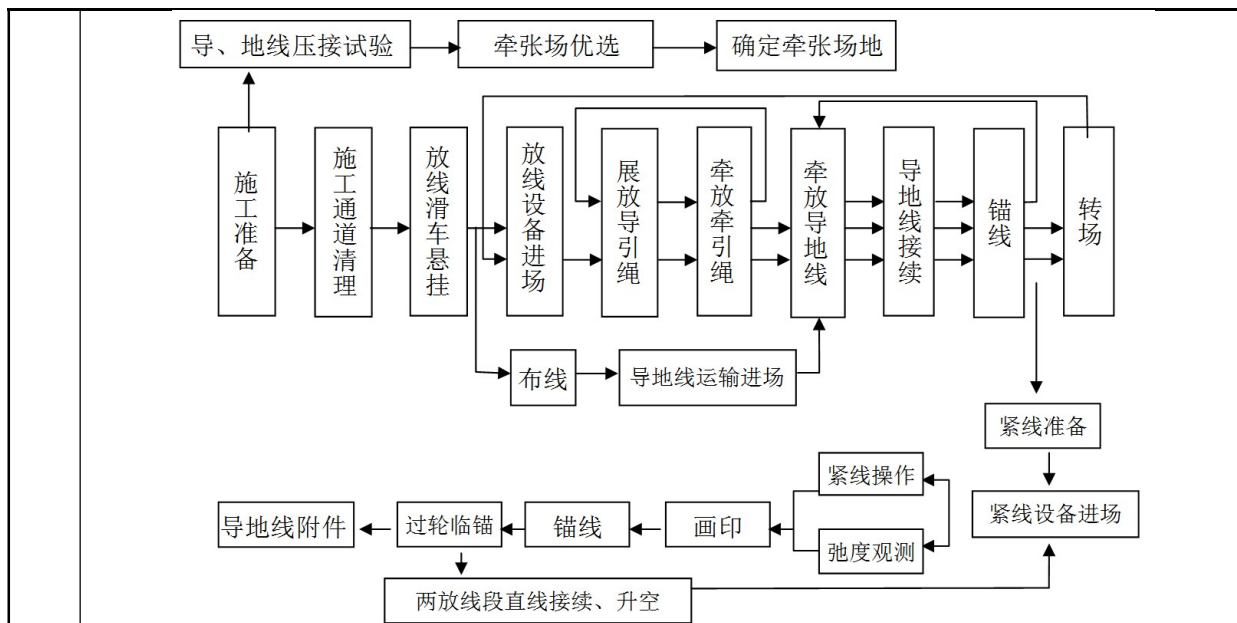 导、地线压接试验
牵张场优选
确定牵张场地
施工准备
施工通道清理
放线滑车悬挂
放线设备进场
展放导引绳
牵放牵引绳
牵放导地线
导地线接续
锚线
转场
布线
导地线运输进场
紧线准备
紧线操作
紧线设备进场
导地线附件
过轮临锚
锚线
画印
弛度观测
两放线段直线接续、升空